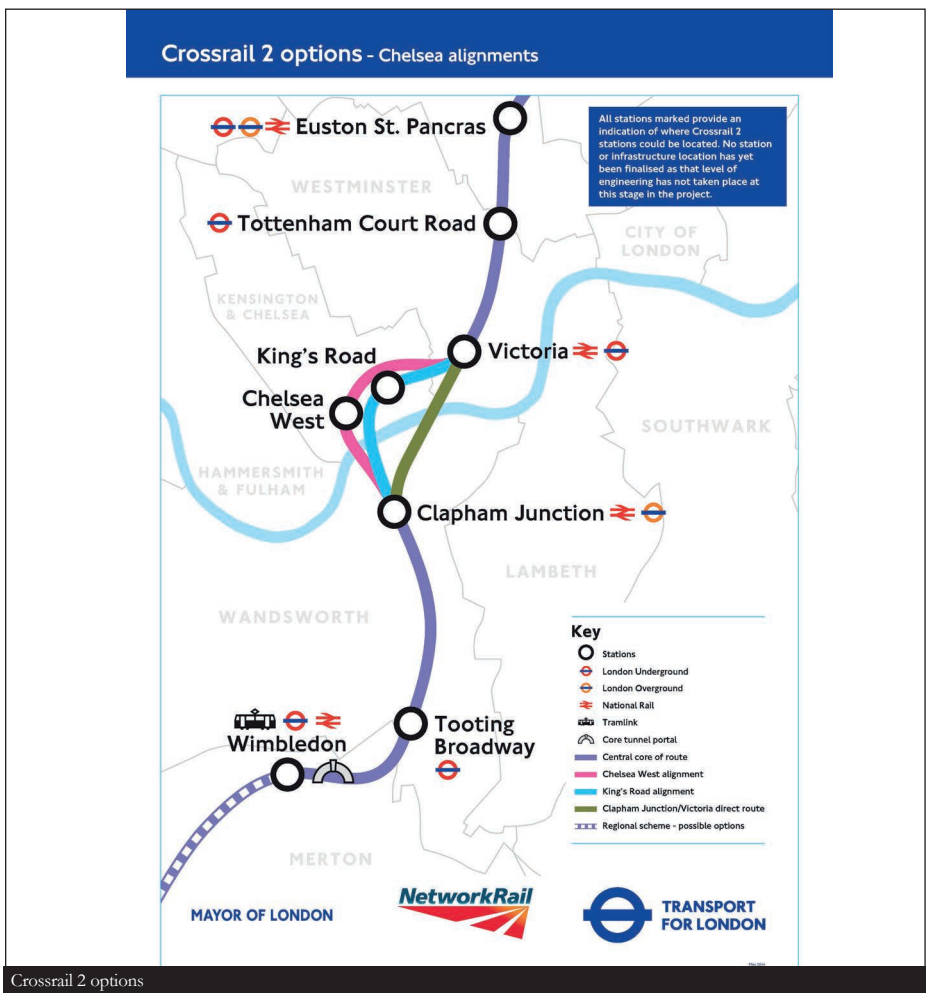 Crossrail 2 options - Chelsea alignments
Euston St. Pancras
All stations marked provide an
indication of where Crossrail 2
stations could be located. No station
or infrastructure location has yet
been finalised as that level of
engineering has not taken place at
this stage in the project.
WESTMINSTER
Tottenham Court Road
CITY OF
LONDON
KENSINGTON
& CHELSEA
King's Road
Victoria
Chelsea
West
SOUTHWARK
HAMMERSMITH
& FULHAM
Clapham Junction
LAMBETH
WANDSWORTH
Key
Stations
London Underground
London Overground
National Rail
Tramlink
Core tunnel portal
Central core of route
Chelsea West alignment
King's Road alignment
Clapham Junction/Victoria direct route
Regional scheme - possible options
Wimbledon
Tooting
Broadway
MERTON
MAYOR OF LONDON
NetworkRail
TRANSPORT
FOR LONDON
Crossrail 2 options